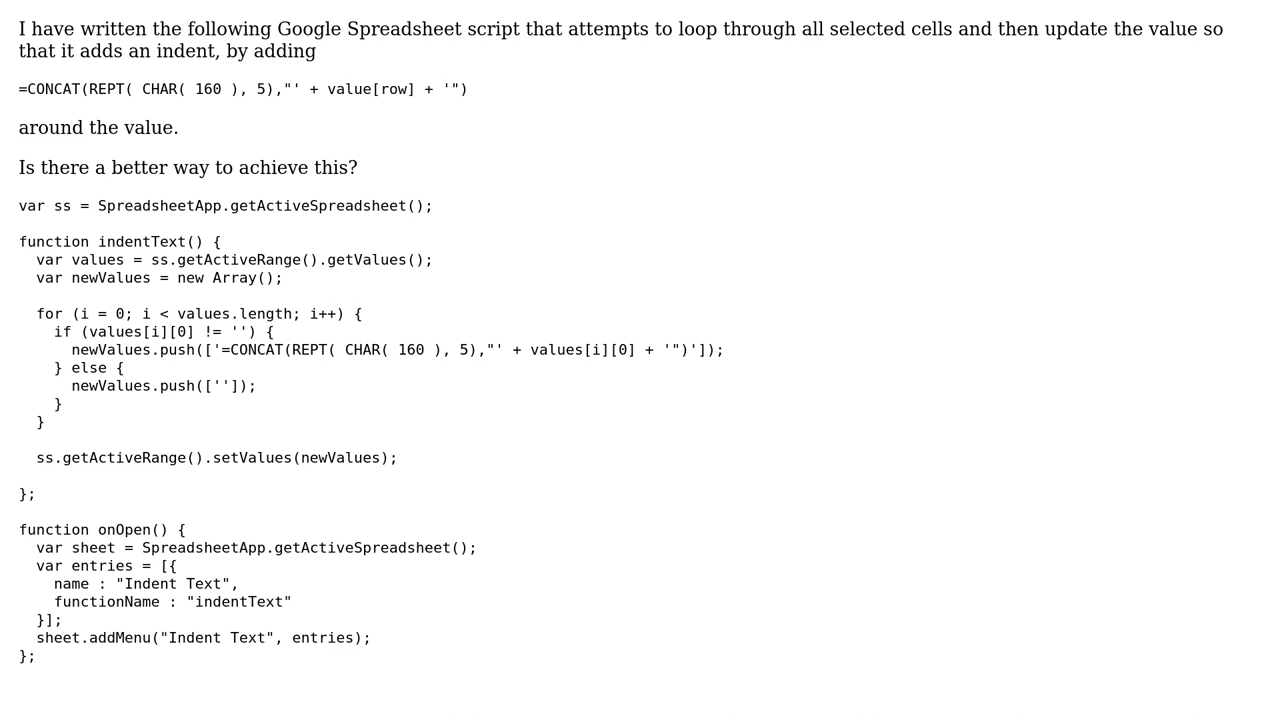 I have written the following Google Spreadsheet script that attempts to loop through all selected cells and then update the value so
that it adds an indent, by adding
=CONCAT(REPT( CHAR( 160 ), 5),"' + value[row] + '")
around the value.
Is there a better way to achieve this?
var ss = SpreadsheetApp.getActiveSpreadsheet();
function indentText() {
  var values = ss.getActiveRange().getValues();
  var newValues = new Array();
  for (i = 0; i < values.length; i++) {
    if (values[i][0] != '') {
      newValues.push(['=CONCAT(REPT( CHAR( 160 ), 5),"' + values[i][0] + '")']);
    } else {
      newValues.push(['']);
    }
  }
  ss.getActiveRange().setValues(newValues);
};
function onOpen() {
  var sheet = SpreadsheetApp.getActiveSpreadsheet();
  var entries = [{
    name : "Indent Text",
    functionName : "indentText"
  }];
  sheet.addMenu("Indent Text", entries);
};